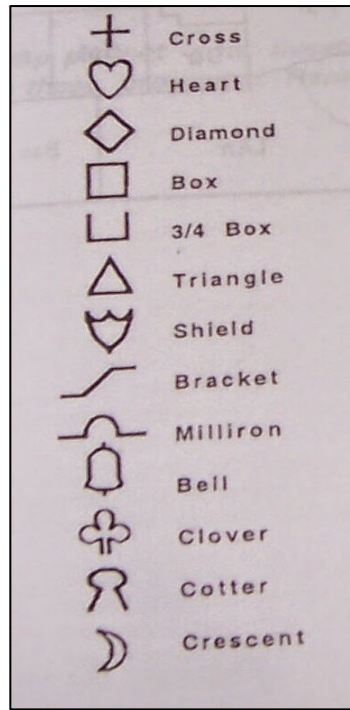 Cross
Heart
Diamond
Box
3/4 Box
Triangle
Shield
Bracket
Milliron
Bell
Clover
Cotter
Crescent